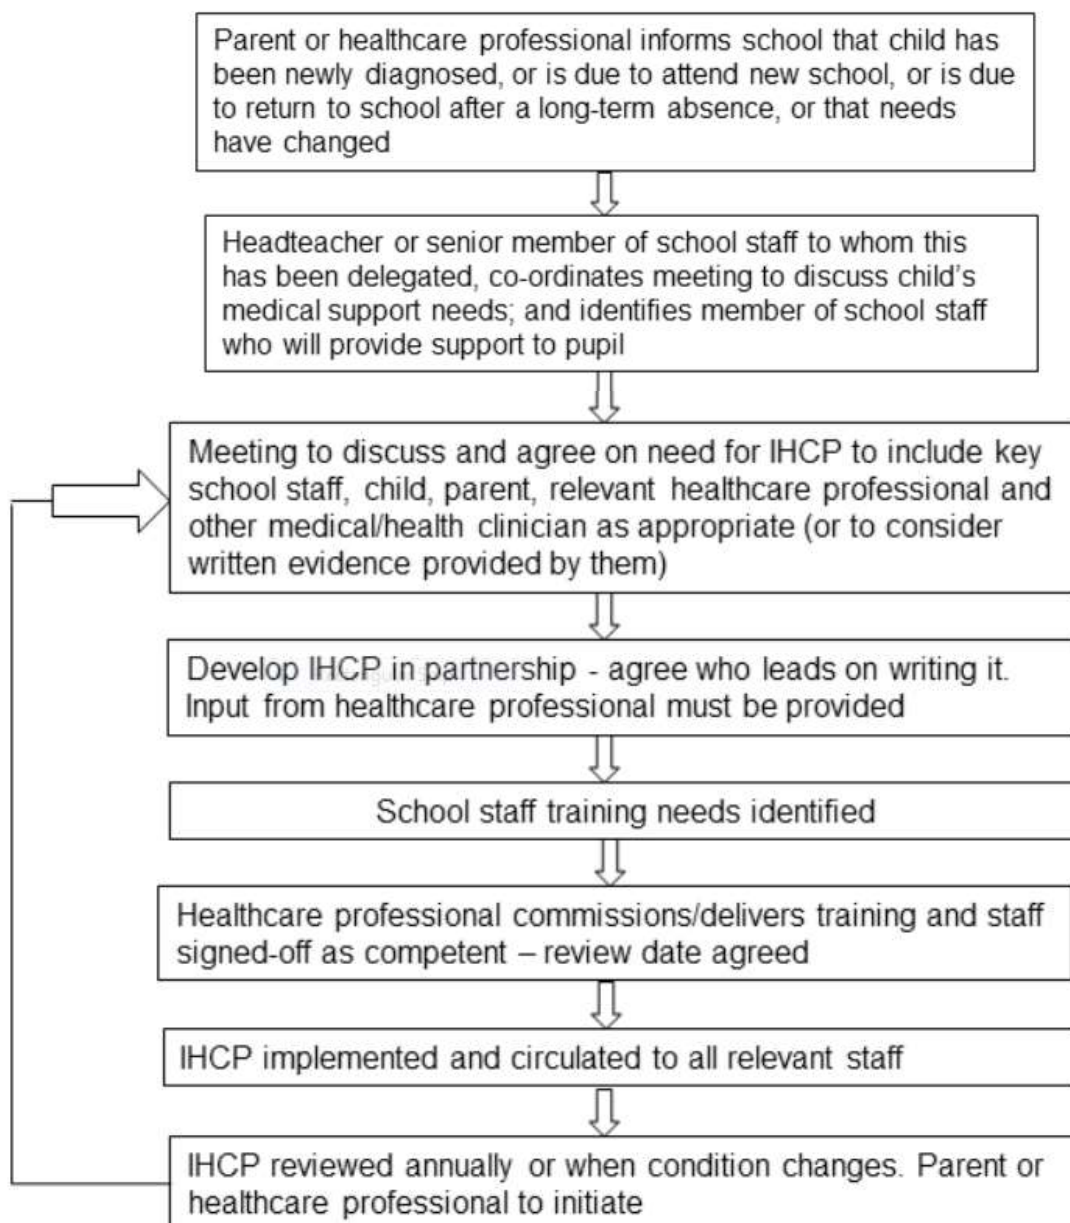 Parent or healthcare professional informs school that child has
been newly diagnosed, or is due to attend new school, or is due
to return to school after a long-term absence, or that needs
have changed
Headteacher or senior member of school staff to whom this
has been delegated, co-ordinates meeting to discuss child's
medical support needs; and identifies member of school staff
who will provide support to pupil
Meeting to discuss and agree on need for IHCP to include key
school staff, child, parent, relevant healthcare professional and
other medical/health clinician as appropriate (or to consider
written evidence provided by them)
Develop IHCP in partnership - agree who leads on writing it.
Input from healthcare professional must be provided
School staff training needs identified
Healthcare professional commissions/delivers training and staff
signed-off as competent – review date agreed
IHCP implemented and circulated to all relevant staff
IHCP reviewed annually or when condition changes. Parent or
healthcare professional to initiate